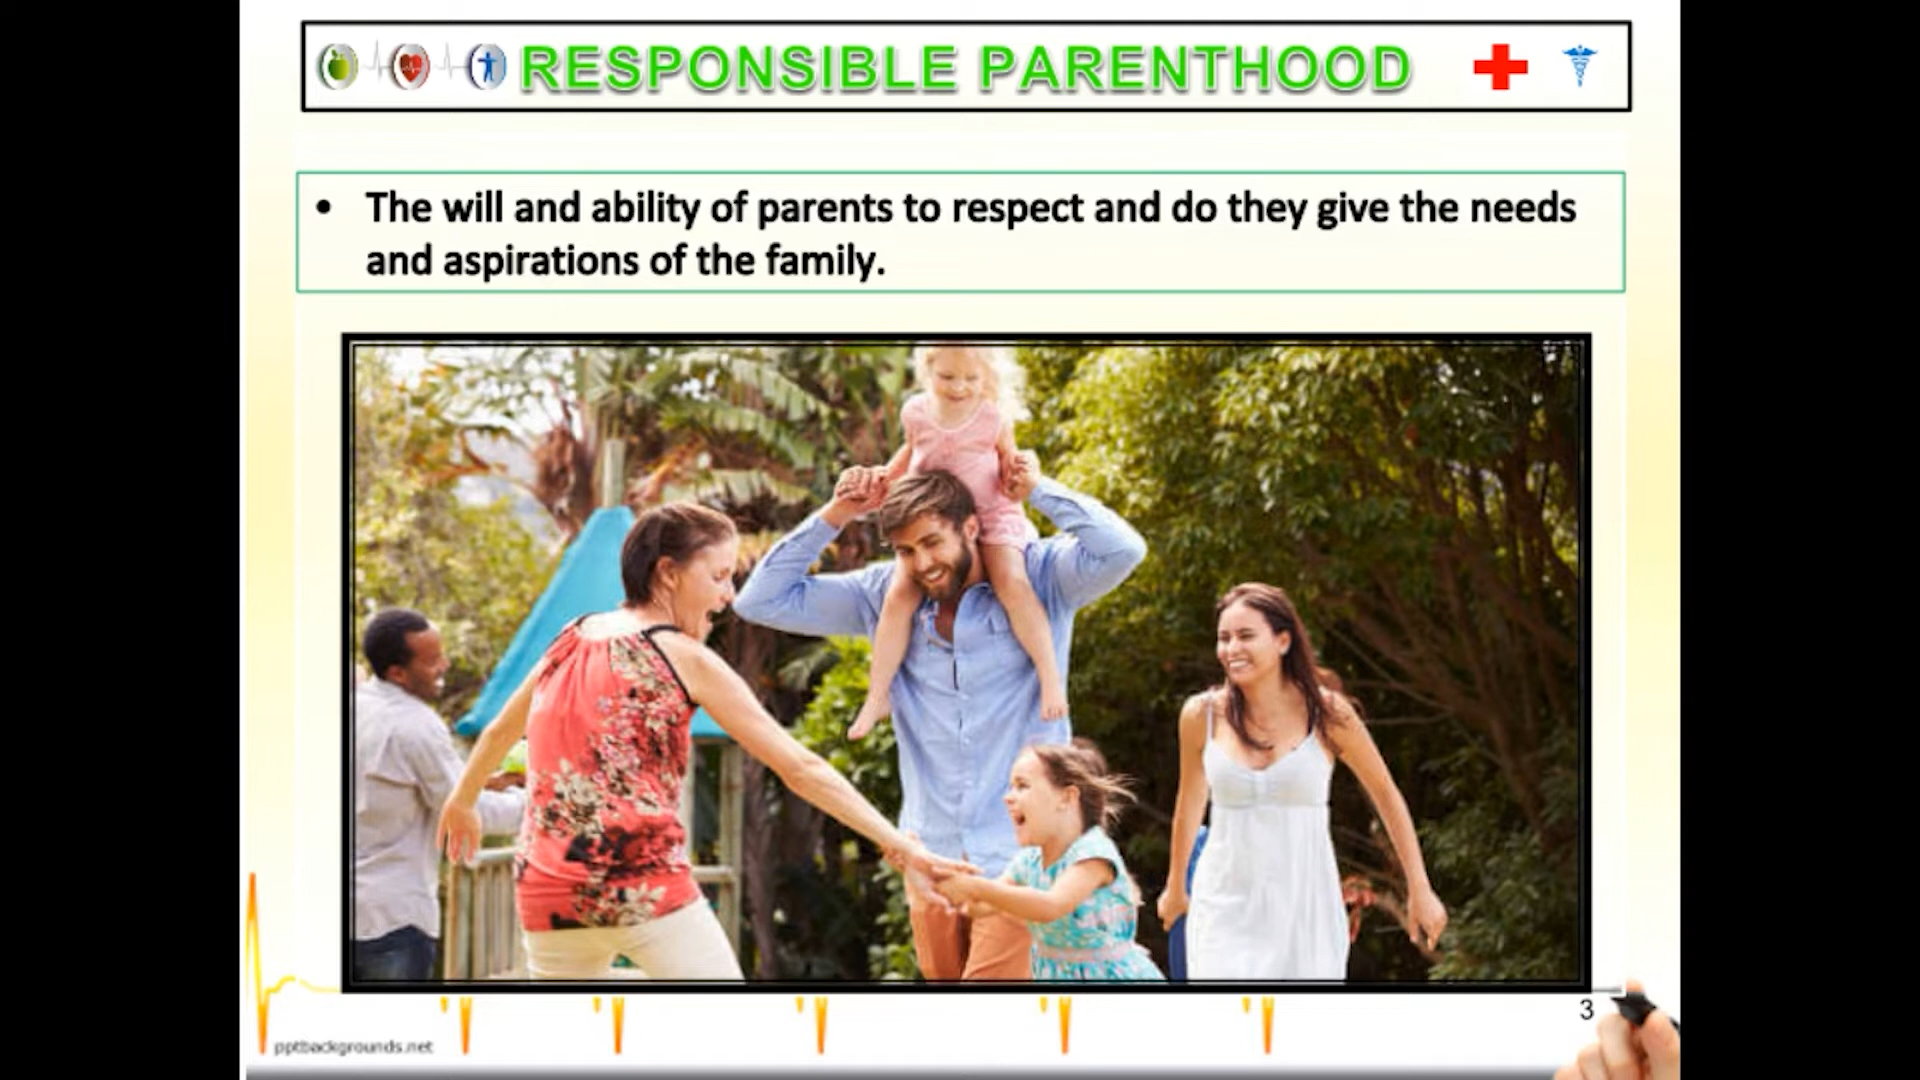 RESPONSIBLE PARENTHOOD
• The will and ability of parents to respect and do they give the needs
and aspirations of the family.
3
pptbackgrounds.net